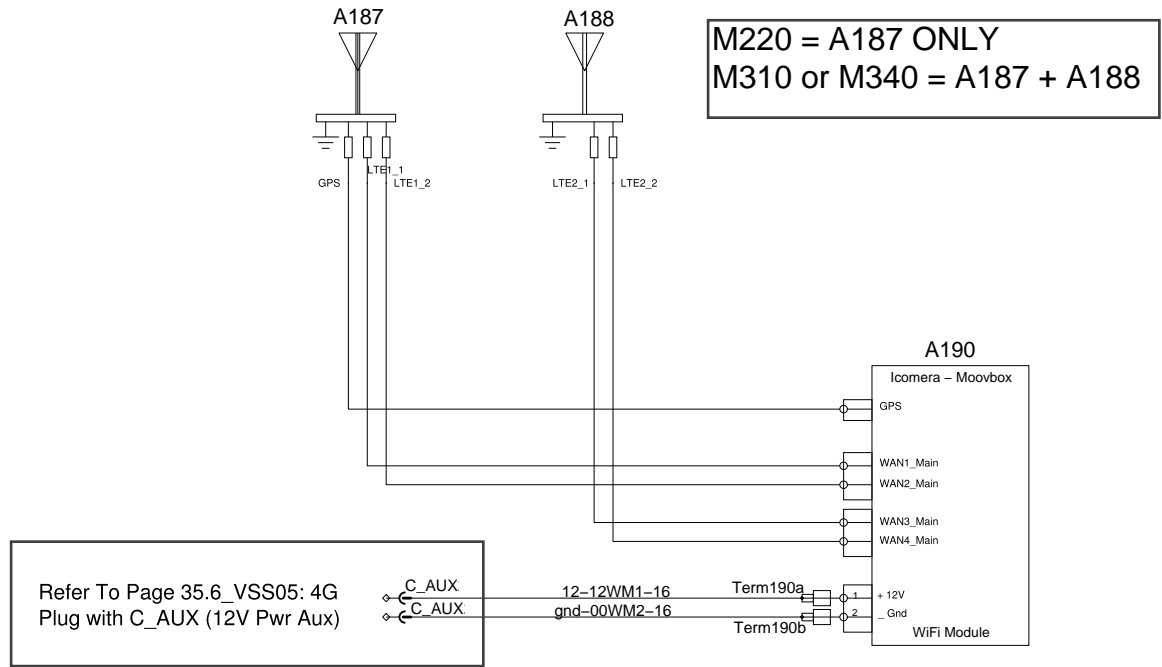 A187
A188
M220 = A187 ONLY
M310 or M340 = A187 + A188
LTE1_1
GPS
LTE1_2
LTE2_1
LTE2_2
A190
Icomera – Moovbox
GPS
WAN1_Main
WAN2_Main
WAN3_Main
WAN4_Main
Refer To Page 35.6_VSS05: 4G
Plug with C_AUX (12V Pwr Aux)
C_AUX:
C_AUX:
12–12WM1–16
gnd–00WM2–16
Term190a
Term190b
1
+ 12V
2
_ Gnd
WiFi Module